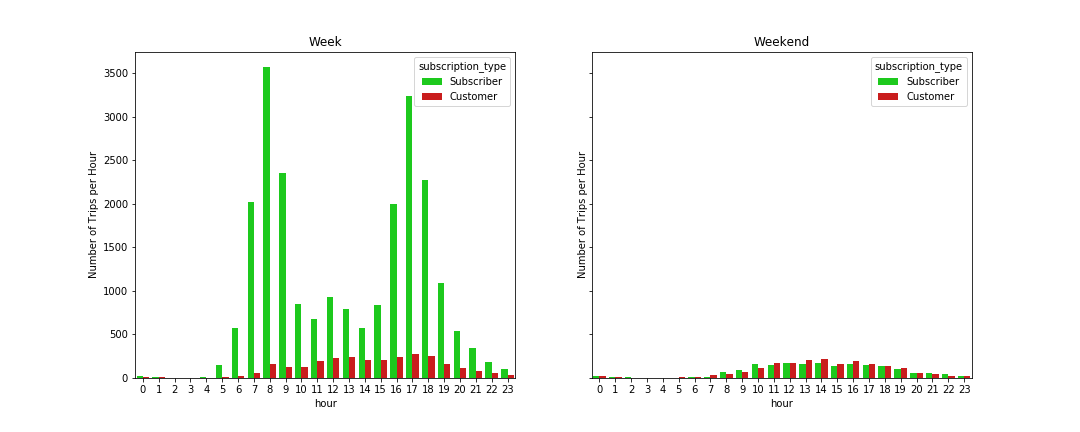 Week
subscription_type
Subscriber
Customer
Number of Trips per Hour
3500
3000
2500
2000
1500
1000
500
0
0 1 2 3 4 5 6 7 8 9 10 11 12 13 14 15 16 17 18 19 20 21 22 23
hour
Weekend
subscription_type
Subscriber
Customer
Number of Trips per Hour
0 1 2 3 4 5 6 7 8 9 10 11 12 13 14 15 16 17 18 19 20 21 22 23
hour